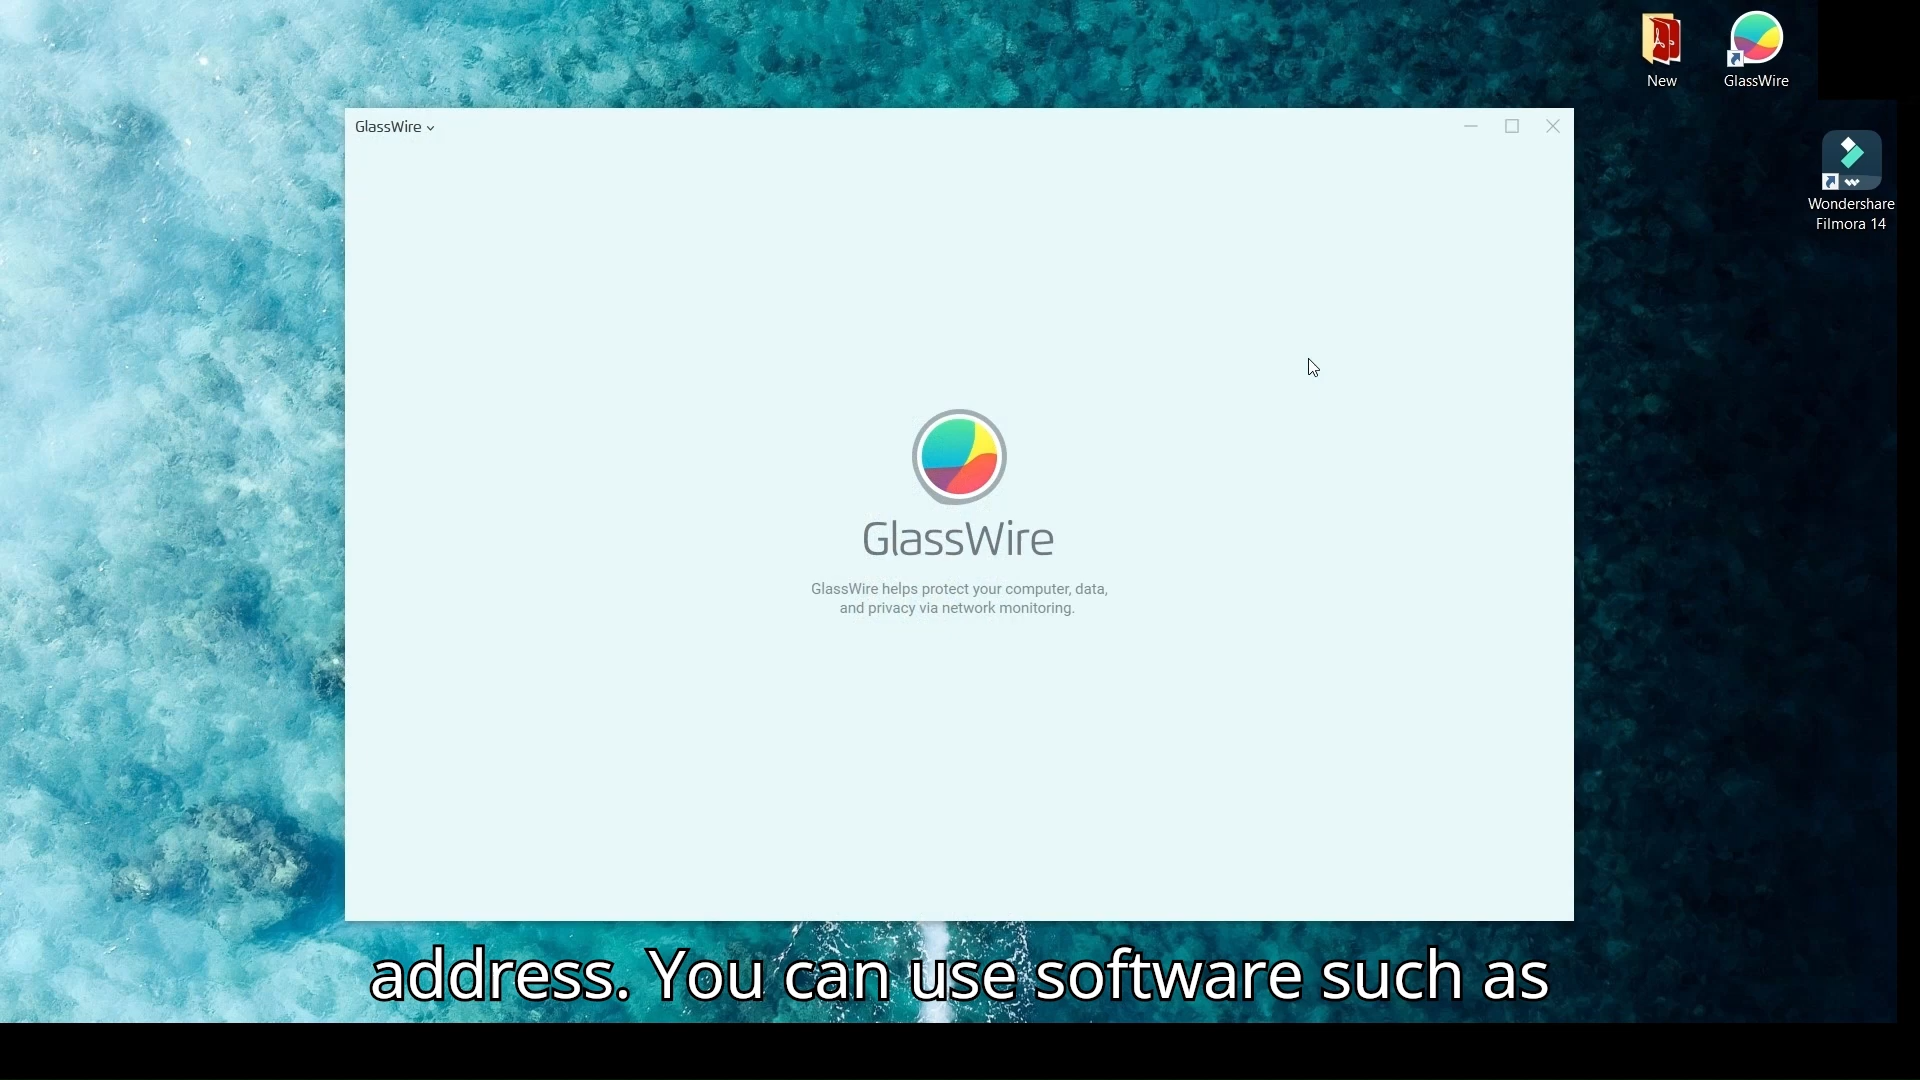 New
GlassWire
GlassWire
Wondershare
Filmora 14
GlassWire
GlassWire helps protect your computer, data,
and privacy via network monitoring.
address. You can use software such as